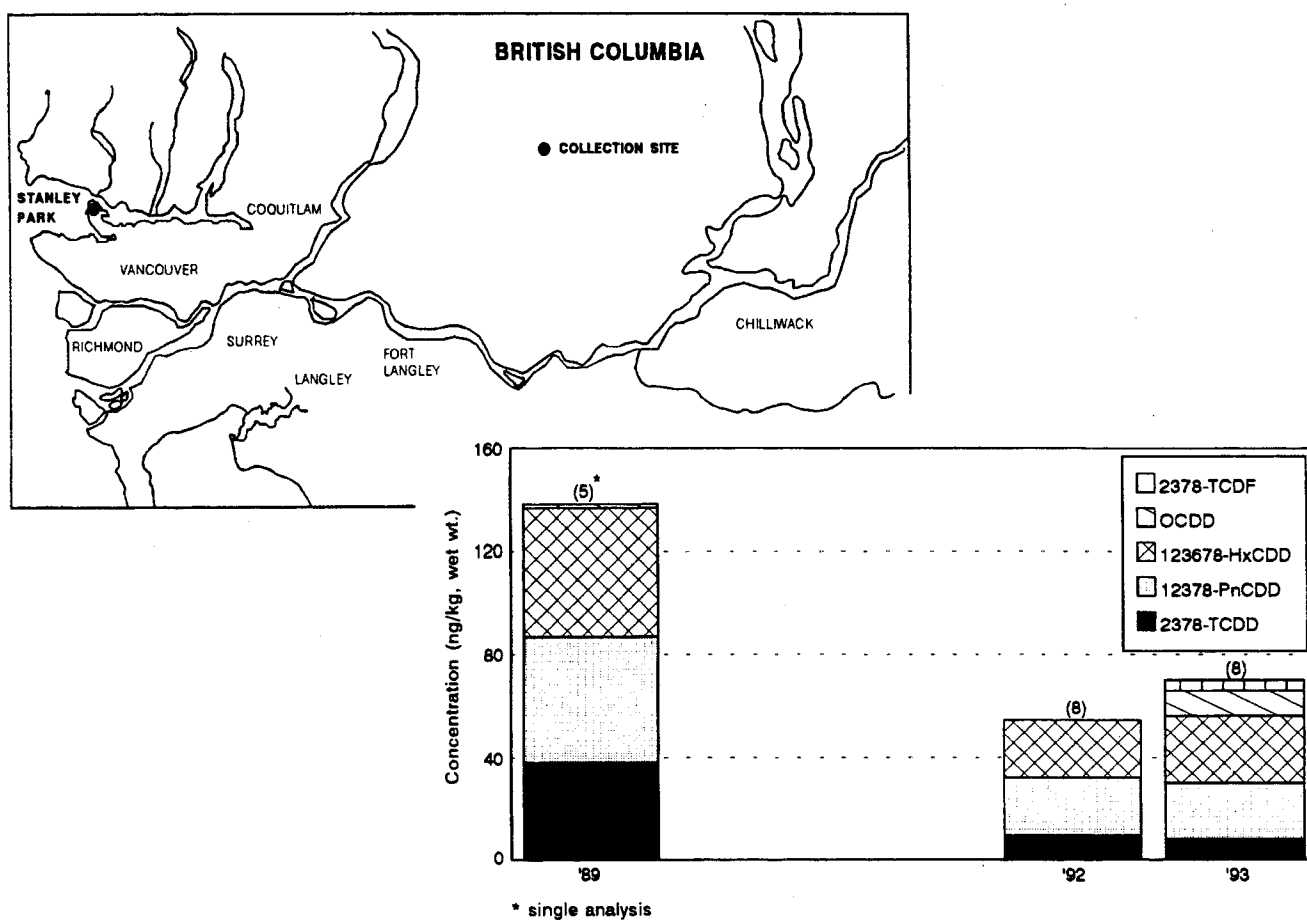 BRITISH COLUMBIA
● COLLECTION SITE
STANLEY
PARK
COQUITLAM
VANCOUVER
RICHMOND
SURREY
LANGLEY
FORT
LANGLEY
CHILLIWACK
Concentration (ng/kg, wet wt.)
160
120
80
40
0
(5)*
(8)
(8)
2378-TCDF
OCDD
123678-HxCDD
12378-PnCDD
2378-TCDD
'89
'92
'93
* single analysis